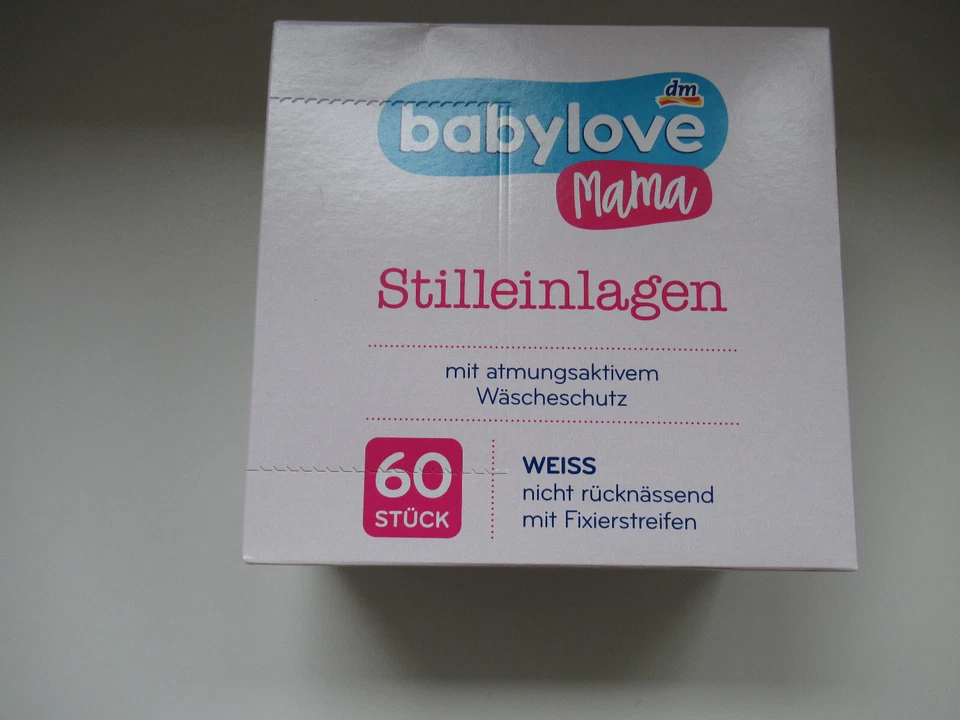 dm
babylove
Mama
Stilleinlagen
mit atmungsaktivem
Wäscheschutz
60
STÜCK
WEISS
nicht rücknässend
mit Fixierstreifen